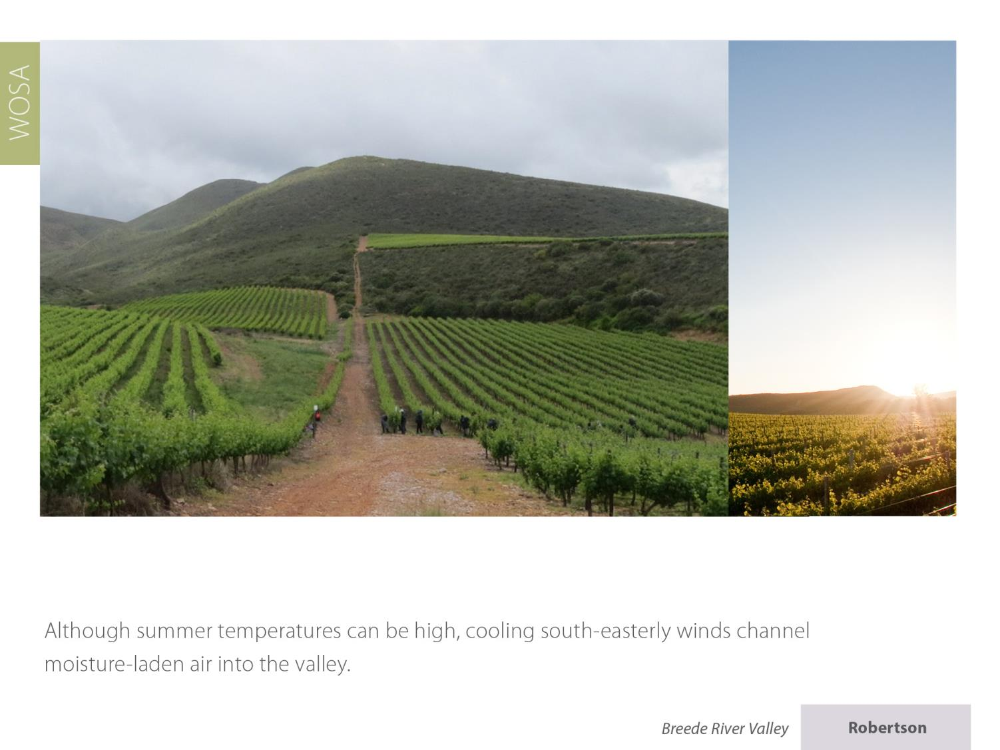 WOSA
Although summer temperatures can be high, cooling south-easterly winds channel
moisture-laden air into the valley.
Breede River Valley
Robertson